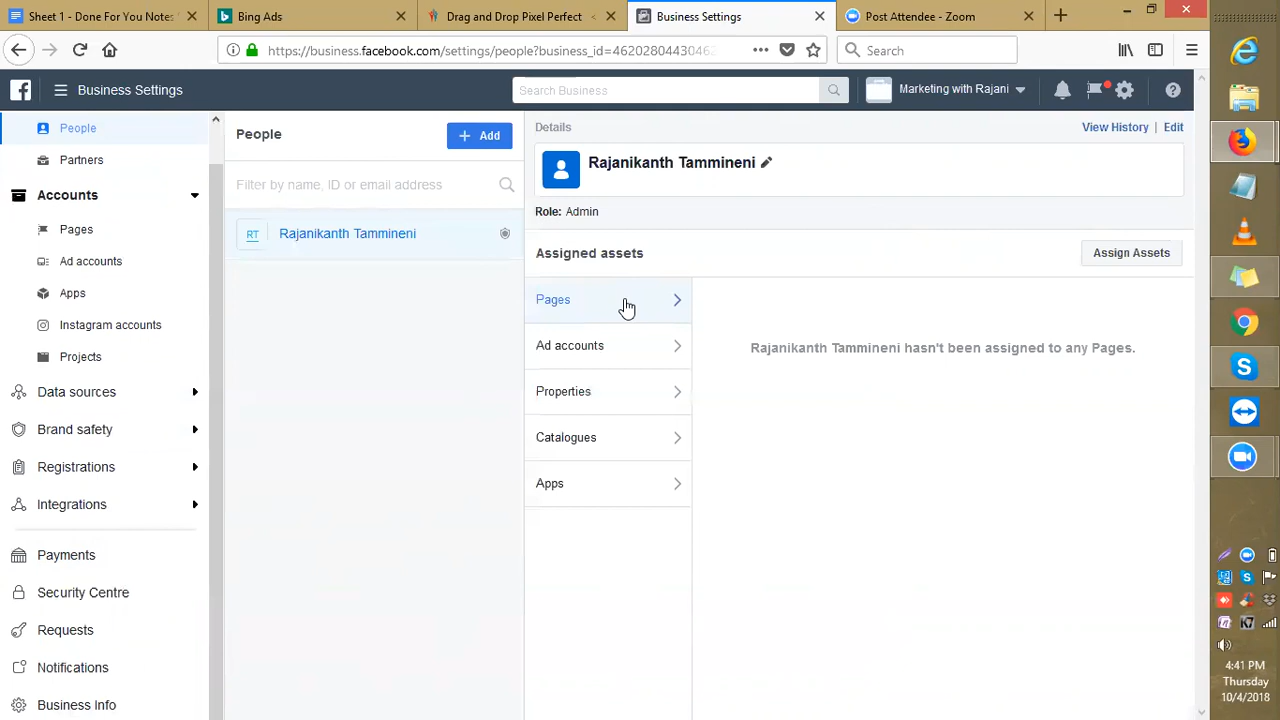 Sheet 1 - Done For You Notes
Bing Ads
Drag and Drop Pixel Perfect
Business Settings
Post Attendee - Zoom
https://business.facebook.com/settings/people?business_id=46202804430462
Search
Business Settings
Search Business
Marketing with Rajani
People
Partners
Accounts
Pages
Ad accounts
Apps
Instagram accounts
Projects
Data sources
Brand safety
Registrations
Integrations
Payments
Security Centre
Requests
Notifications
Business Info
People
+ Add
Filter by name, ID or email address
RT
Rajanikanth Tammineni
Details
View History | Edit
Rajanikanth Tammineni
Role: Admin
Assigned assets
Assign Assets
Pages
Ad accounts
Properties
Catalogues
Apps
Rajanikanth Tammineni hasn't been assigned to any Pages.
4:41 PM
Thursday
10/4/2018